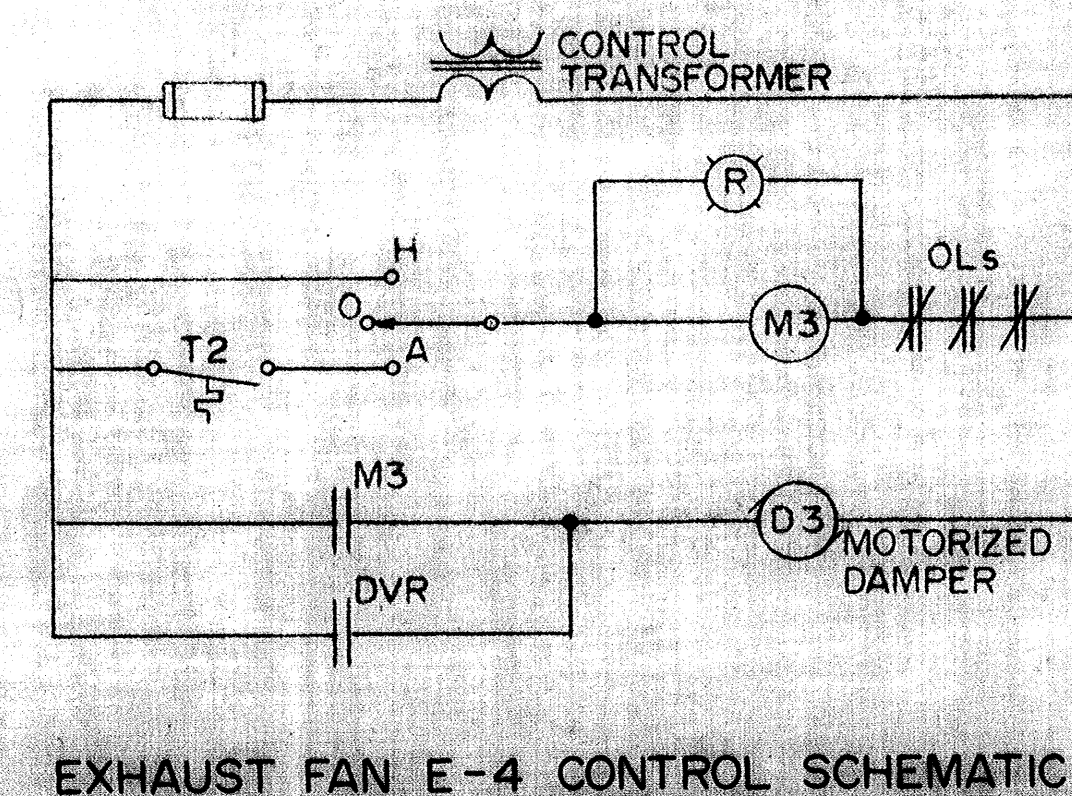 CONTROL
TRANSFORMER
R
H
OLs
O
M3
T2
A
M3
D3
MOTORIZED
DAMPER
DVR
EXHAUST FAN E-4 CONTROL SCHEMATIC